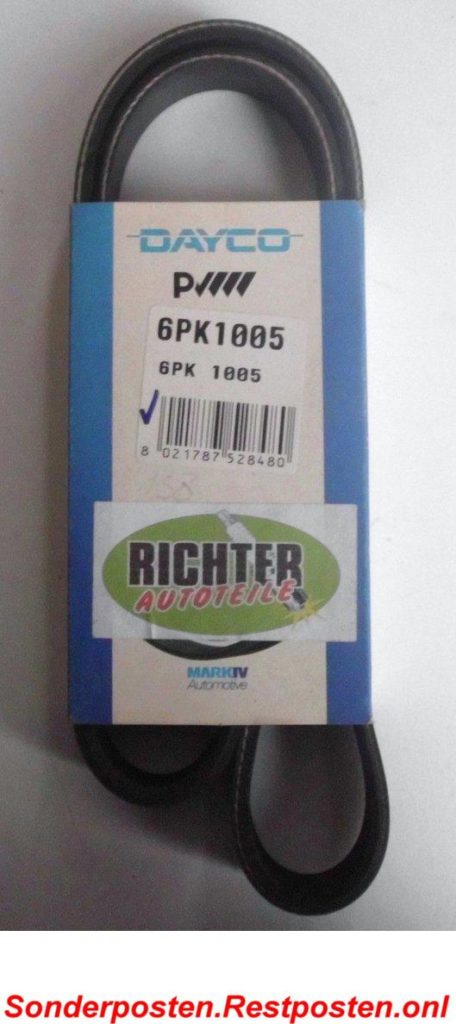 DAYCO
6PK1005
6PK 1005
8 021787 528480
RICHTER
AUTOTEILE
MARKIV
Automotive
Sonderposten.Restposten.onl